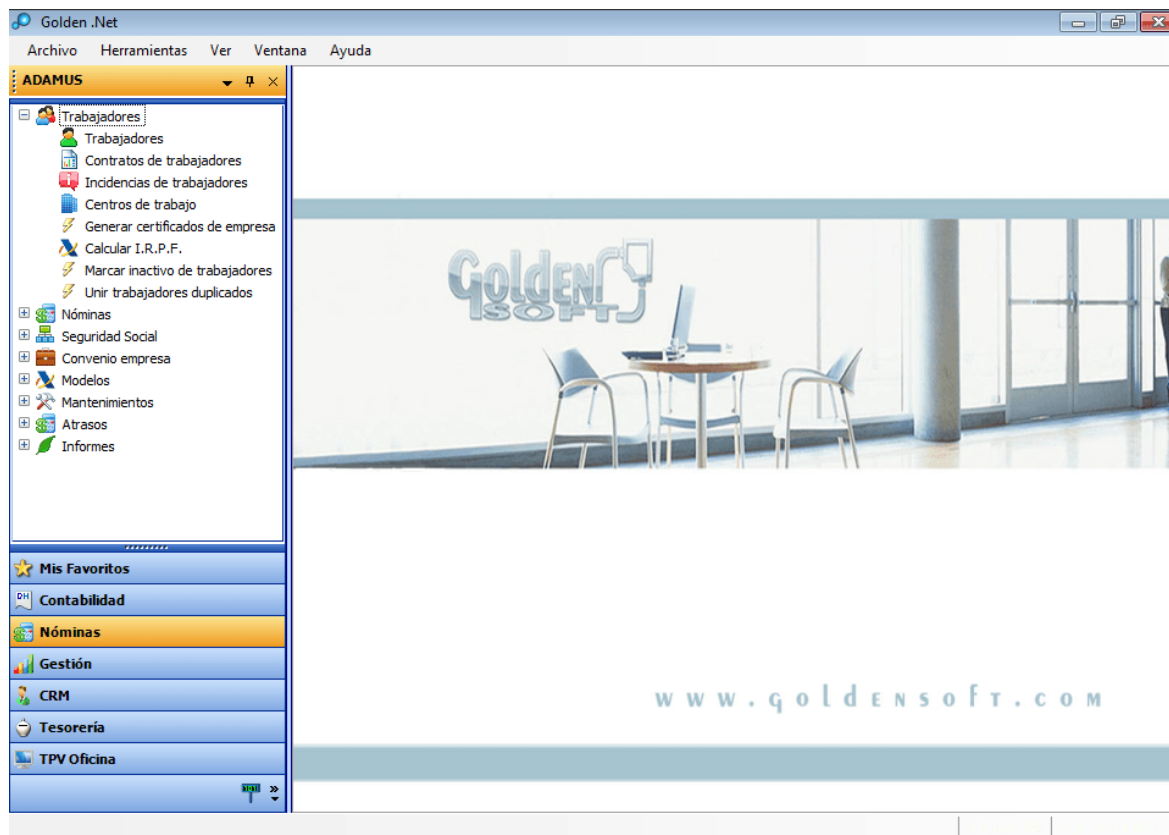 Golden .Net
Archivo Herramientas Ver Ventana Ayuda
ADAMUS
Trabajadores
Trabajadores
Contratos de trabajadores
Incidencias de trabajadores
Centros de trabajo
Generar certificados de empresa
Calcular I.R.P.F.
Marcar inactivo de trabajadores
Unir trabajadores duplicados
Nóminas
Seguridad Social
Convenio empresa
Modelos
Mantenimientos
Atrasos
Informes
Mis Favoritos
DH Contabilidad
Nóminas
Gestión
CRM
Tesorería
TPV Oficina
GOLDEN
SOFT
www.goldensoft.com